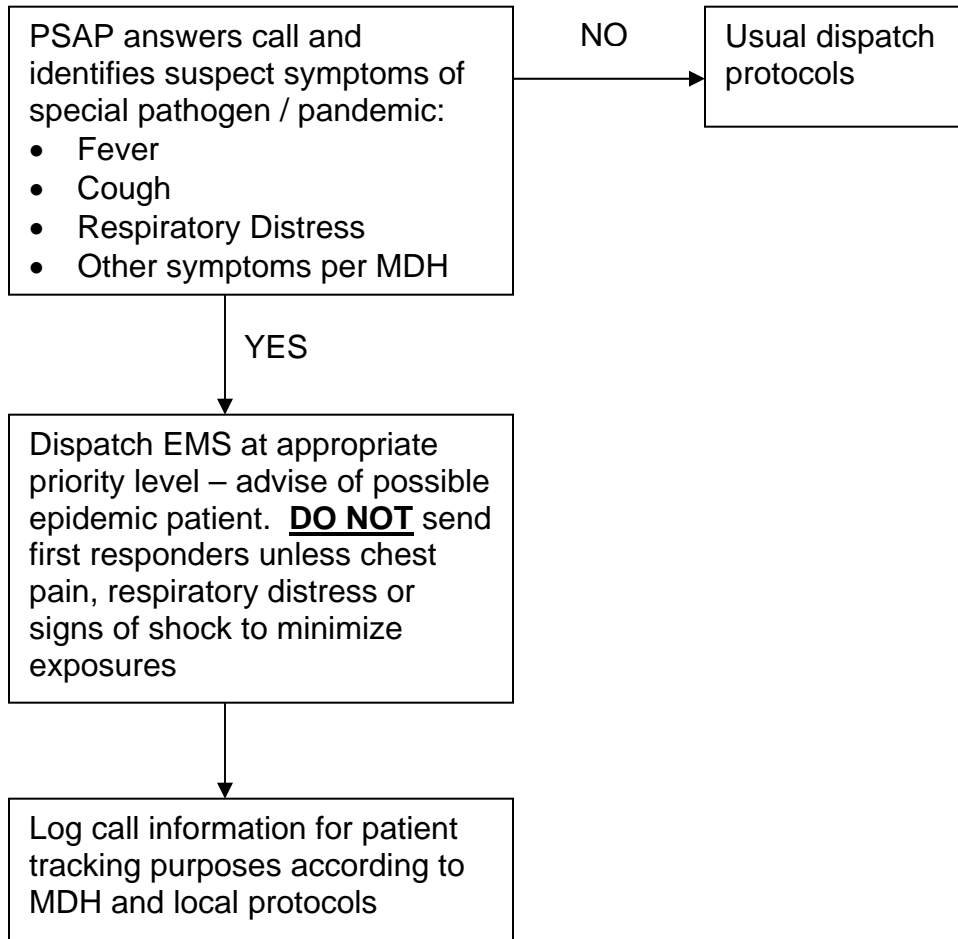 PSAP answers call and
identifies suspect symptoms of
special pathogen / pandemic:
• Fever
• Cough
• Respiratory Distress
• Other symptoms per MDH
NO
Usual dispatch
protocols
YES
Dispatch EMS at appropriate
priority level – advise of possible
epidemic patient. DO NOT send
first responders unless chest
pain, respiratory distress or
signs of shock to minimize
exposures
Log call information for patient
tracking purposes according to
MDH and local protocols